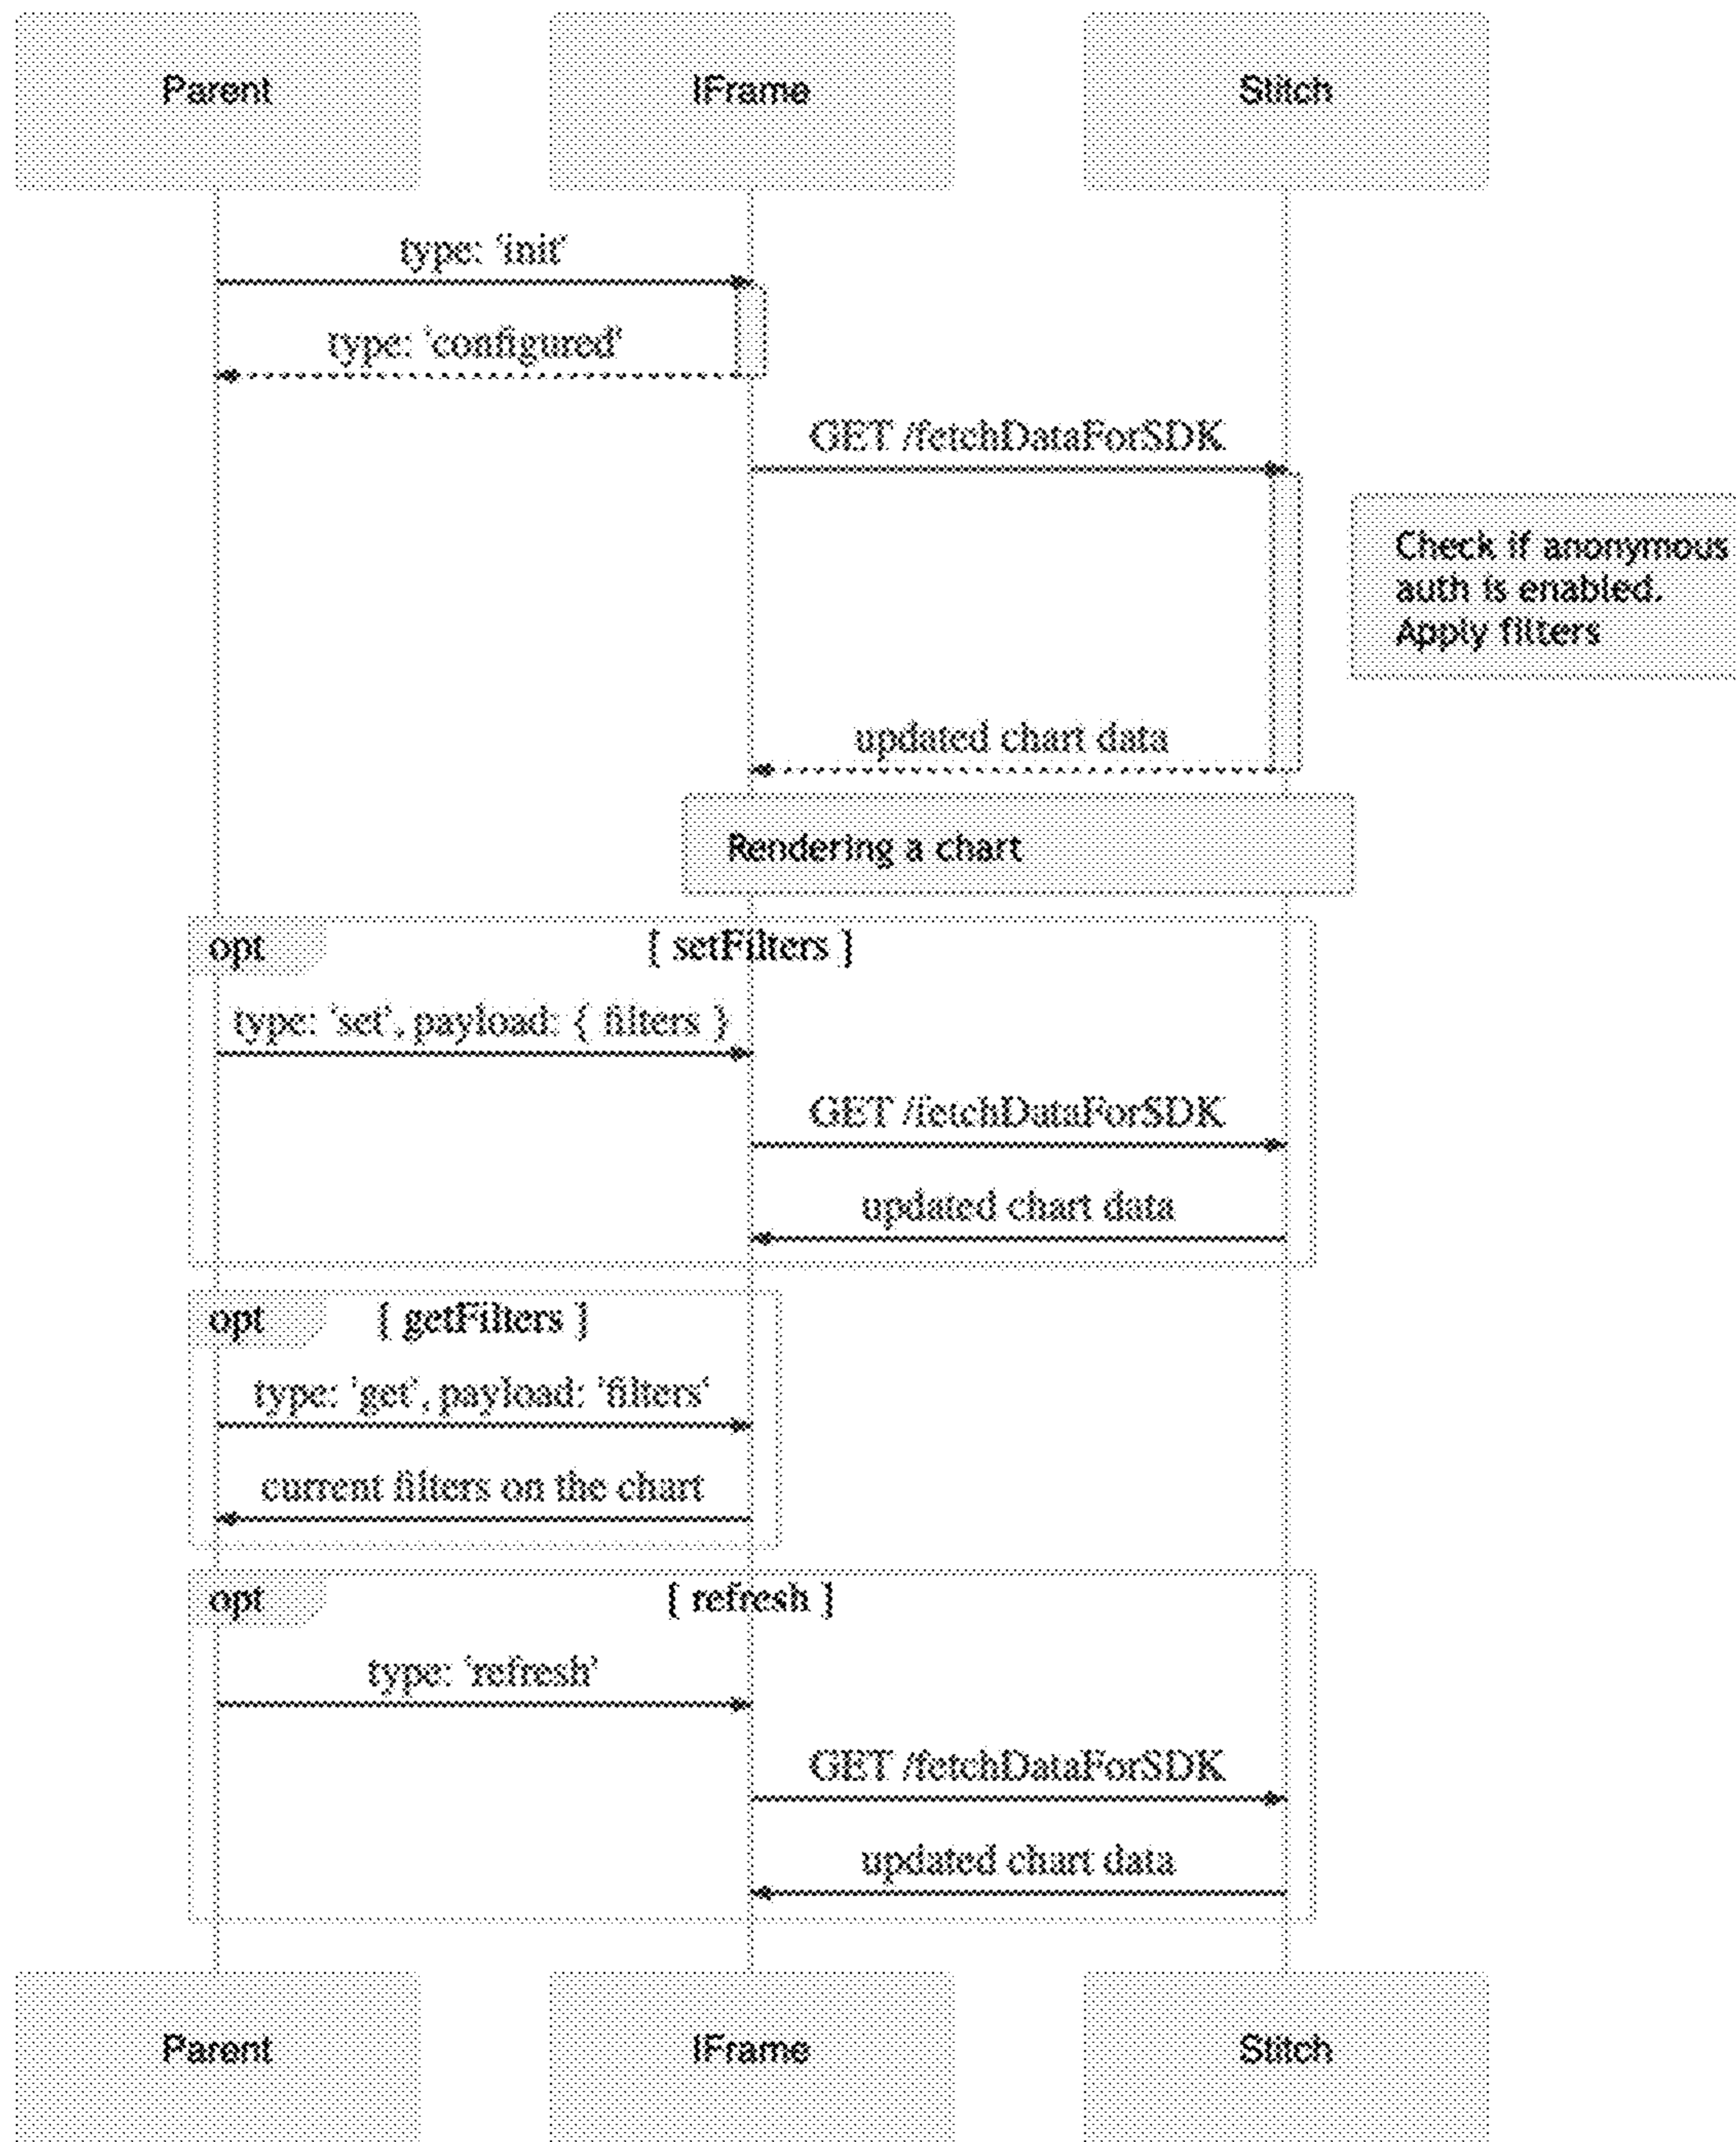 Parent
IFrame
Stitch
type: 'init'
type: 'configured'
GET /fetchDataForSDK
Check if anonymous
auth is enabled.
Apply filters
updated chart data
Rendering a chart
opt
[ setFilters ]
type: 'set', payload: { filters }
GET /fetchDataForSDK
updated chart data
opt
[ getFilters ]
type: 'get', payload: 'filters'
current filters on the chart
opt
[ refresh ]
type: 'refresh'
GET /fetchDataForSDK
updated chart data
Parent
IFrame
Stitch